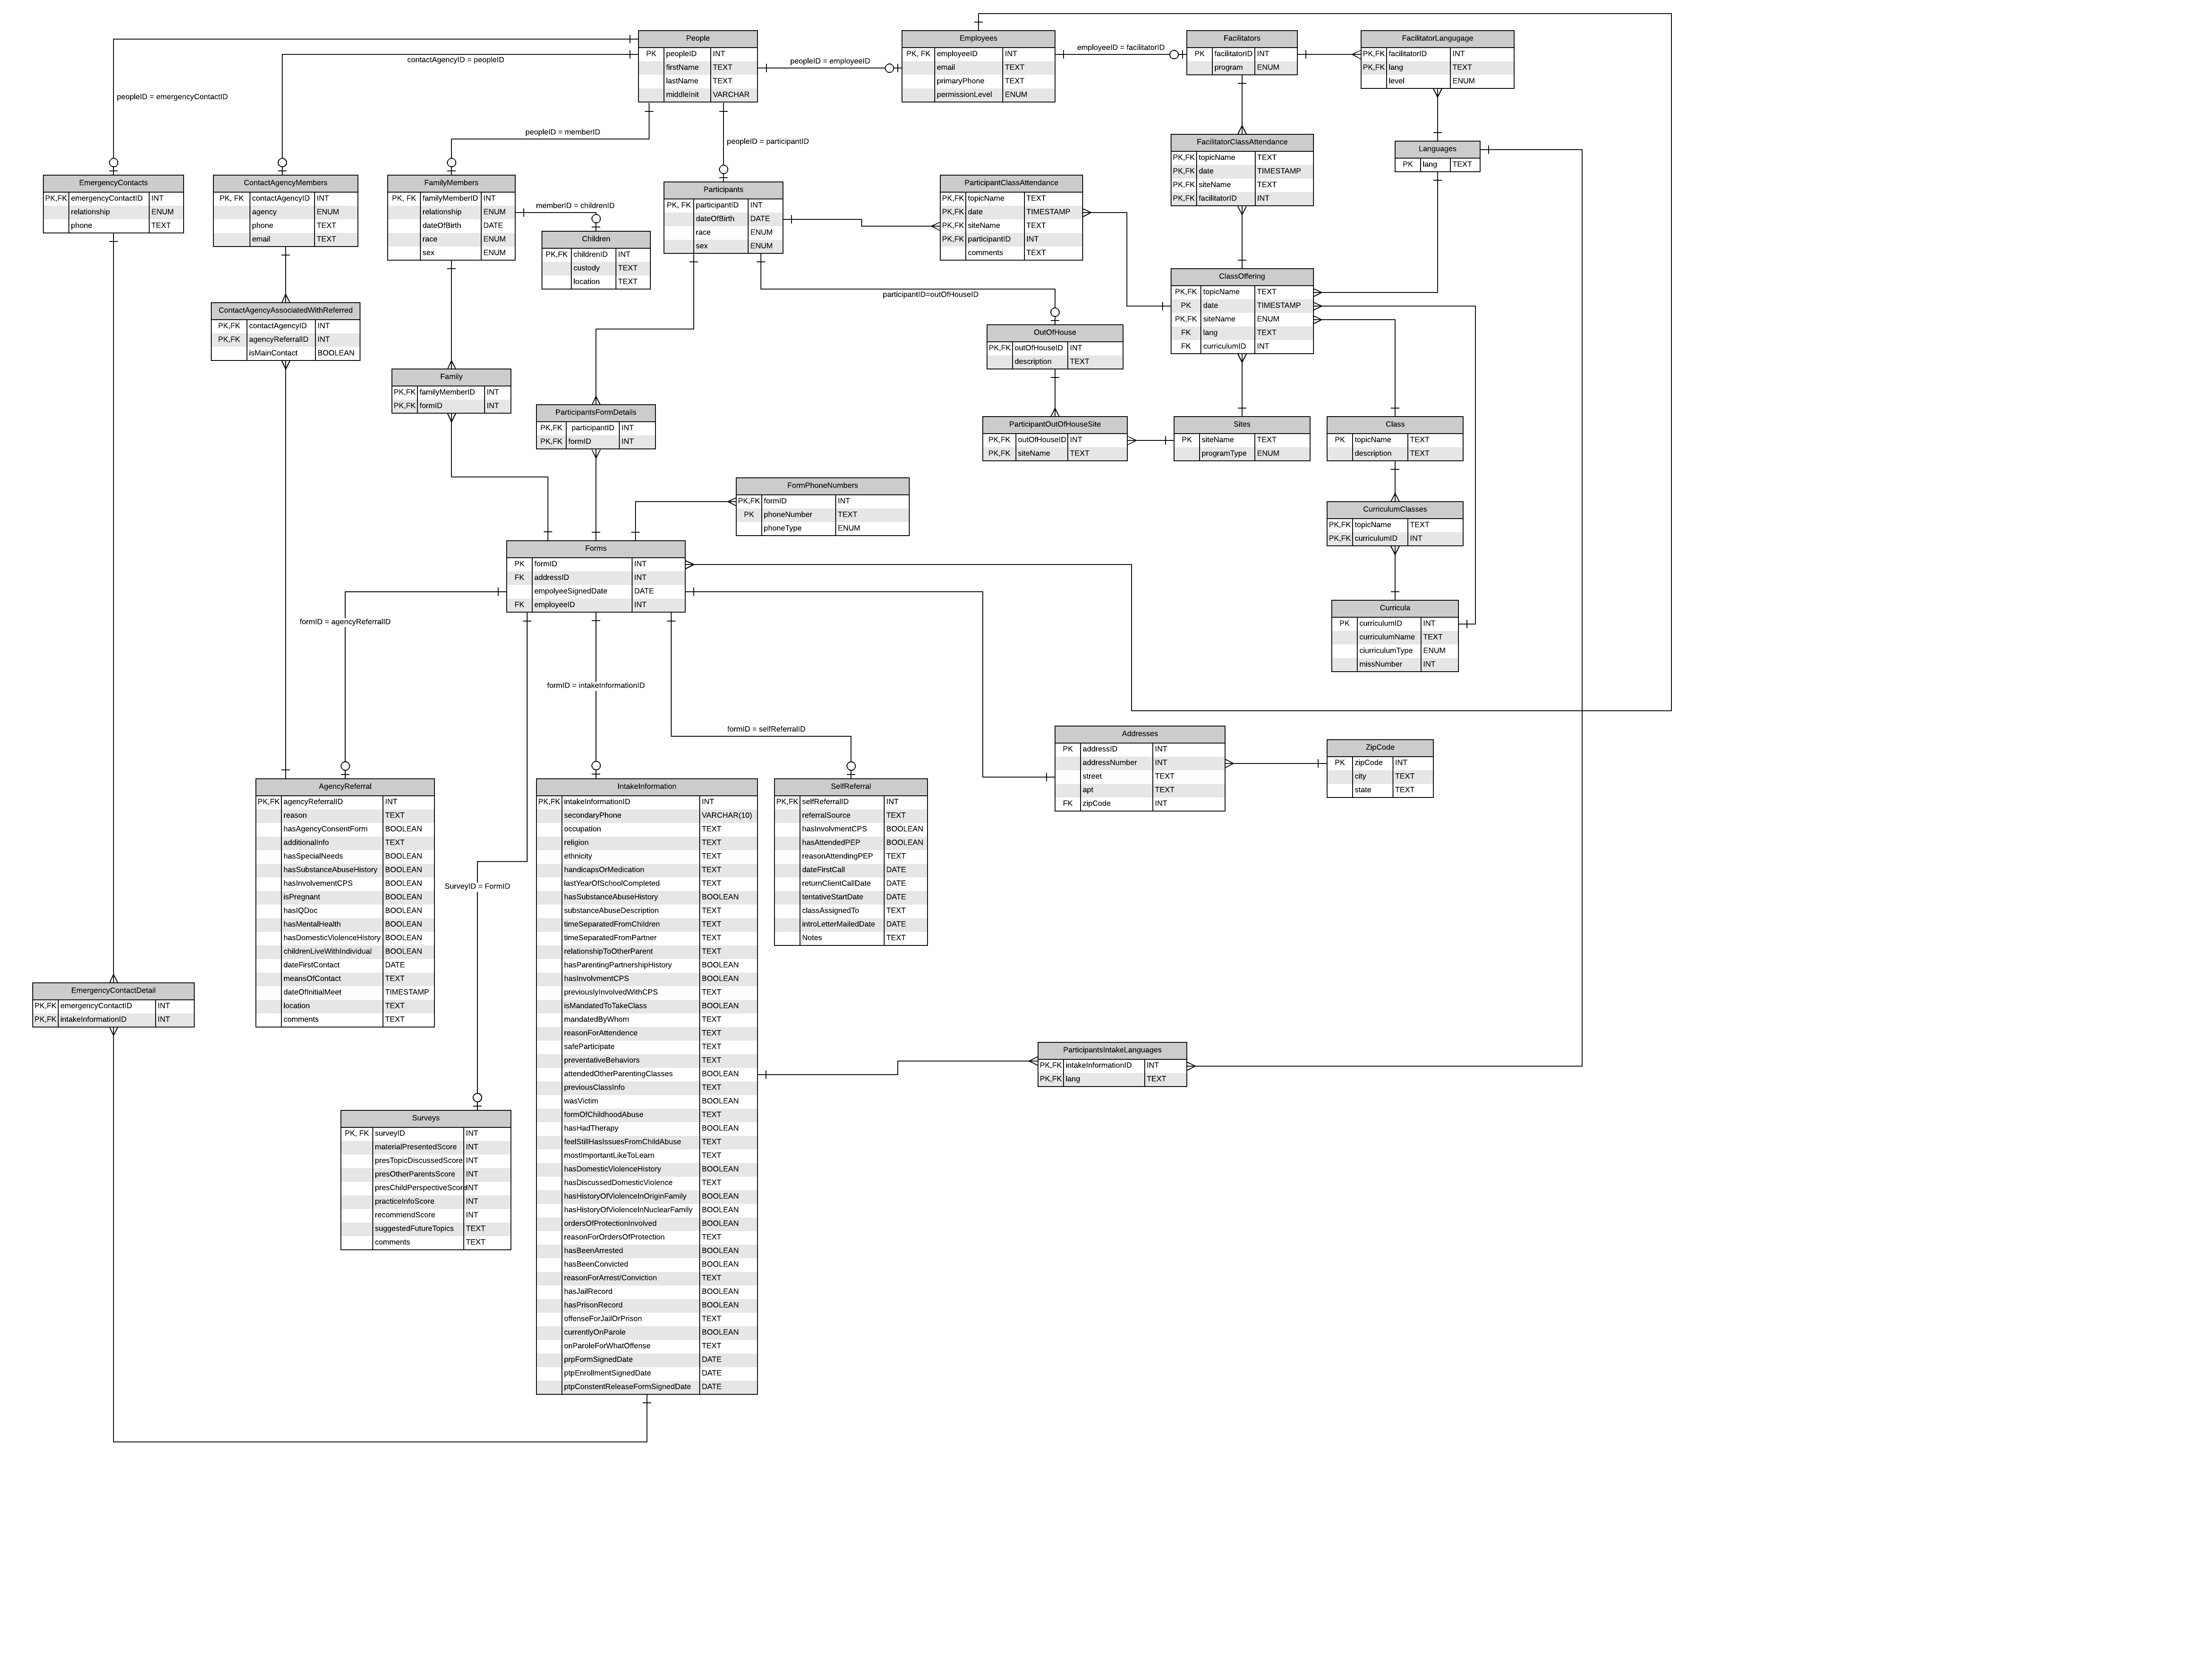 People
PK peopleID INT
firstName TEXT
lastName TEXT
middleInit VARCHAR
Employees
PK, FK employeeID INT
email TEXT
primaryPhone TEXT
permissionLevel ENUM
Facilitators
PK facilitatorID INT
program ENUM
FacilitatorLangugage
PK,FK facilitatorID INT
PK,FK lang TEXT
level ENUM
employeeID = facilitatorID
peopleID = employeeID
contactAgencyID = peopleID
peopleID = emergencyContactID
peopleID = memberID
peopleID = participantID
FacilitatorClassAttendance
PK,FK topicName TEXT
PK,FK date TIMESTAMP
PK,FK siteName TEXT
PK,FK facilitatorID INT
Languages
PK lang TEXT
EmergencyContacts
PK,FK emergencyContactID INT
relationship ENUM
phone TEXT
ContactAgencyMembers
PK, FK contactAgencyID INT
agency ENUM
phone TEXT
email TEXT
FamilyMembers
PK, FK familyMemberID INT
relationship ENUM
dateOfBirth DATE
race ENUM
sex ENUM
memberID = childrenID
Children
PK,FK childrenID INT
custody TEXT
location TEXT
Participants
PK, FK participantID INT
dateOfBirth DATE
race ENUM
sex ENUM
ParticipantClassAttendance
PK,FK topicName TEXT
PK,FK date TIMESTAMP
PK,FK siteName TEXT
PK,FK participantID INT
comments TEXT
ClassOffering
PK,FK topicName TEXT
PK date TIMESTAMP
PK,FK siteName ENUM
FK lang TEXT
FK curriculumID INT
participantID=outOfHouseID
ContactAgencyAssociatedWithReferred
PK,FK contactAgencyID INT
PK,FK agencyReferralID INT
isMainContact BOOLEAN
OutOfHouse
PK,FK outOfHouseID INT
description TEXT
Family
PK,FK familyMemberID INT
PK,FK formID INT
ParticipantsFormDetails
PK,FK participantID INT
PK,FK formID INT
ParticipantOutOfHouseSite
PK,FK outOfHouseID INT
PK,FK siteName TEXT
Sites
PK siteName TEXT
programType ENUM
Class
PK topicName TEXT
description TEXT
FormPhoneNumbers
PK,FK formID INT
PK phoneNumber TEXT
phoneType ENUM
CurriculumClasses
PK,FK topicName TEXT
PK,FK curriculumID INT
Forms
PK formID INT
FK addressID INT
empolyeeSignedDate DATE
FK employeeID INT
Curricula
PK curriculumID INT
curriculumName TEXT
ciurriculumType ENUM
missNumber INT
formID = agencyReferralID
formID = intakeInformationID
formID = selfReferralID
Addresses
PK addressID INT
addressNumber INT
street TEXT
apt TEXT
FK zipCode INT
ZipCode
PK zipCode INT
city TEXT
state TEXT
AgencyReferral
PK,FK agencyReferralID INT
reason TEXT
hasAgencyConsentForm BOOLEAN
additionalInfo TEXT
hasSpecialNeeds BOOLEAN
hasSubstanceAbuseHistory BOOLEAN
hasInvolvementCPS BOOLEAN
isPregnant BOOLEAN
hasIQDoc BOOLEAN
hasMentalHealth BOOLEAN
hasDomesticViolenceHistory BOOLEAN
childrenLiveWithIndividual BOOLEAN
dateFirstContact DATE
meansOfContact TEXT
dateOfInitialMeet TIMESTAMP
location TEXT
comments TEXT
SurveyID = FormID
IntakeInformation
PK,FK intakeInformationID INT
secondaryPhone VARCHAR(10)
occupation TEXT
religion TEXT
ethnicity TEXT
handicapsOrMedication TEXT
lastYearOfSchoolCompleted TEXT
hasSubstanceAbuseHistory BOOLEAN
substanceAbuseDescription TEXT
timeSeparatedFromChildren TEXT
timeSeparatedFromPartner TEXT
relationshipToOtherParent TEXT
hasParentingPartnershipHistory BOOLEAN
hasInvolvmentCPS BOOLEAN
previouslyInvolvedWithCPS TEXT
isMandatedToTakeClass BOOLEAN
mandatedByWhom TEXT
reasonForAttendence TEXT
safeParticipate TEXT
preventativeBehaviors TEXT
attendedOtherParentingClasses BOOLEAN
previousClassInfo TEXT
wasVictim BOOLEAN
formOfChildhoodAbuse TEXT
hasHadTherapy BOOLEAN
feelStillHasIssuesFromChildAbuse TEXT
mostImportantLikeToLearn TEXT
hasDomesticViolenceHistory BOOLEAN
hasDiscussedDomesticViolence TEXT
hasHistoryOfViolenceInOriginFamily BOOLEAN
hasHistoryOfViolenceInNuclearFamily BOOLEAN
ordersOfProtectionInvolved BOOLEAN
reasonForOrdersOfProtection TEXT
hasBeenArrested BOOLEAN
hasBeenConvicted BOOLEAN
reasonForArrest/Conviction TEXT
hasJailRecord BOOLEAN
hasPrisonRecord BOOLEAN
offenseForJailOrPrison TEXT
currentlyOnParole BOOLEAN
onParoleForWhatOffense TEXT
prpFormSignedDate DATE
ptpEnrollmentSignedDate DATE
ptpConstentReleaseFormSignedDate DATE
SelfReferral
PK,FK selfReferralID INT
referralSource TEXT
hasInvolvmentCPS BOOLEAN
hasAttendedPEP BOOLEAN
reasonAttendingPEP TEXT
dateFirstCall DATE
returnClientCallDate DATE
tentativeStartDate DATE
classAssignedTo TEXT
introLetterMailedDate DATE
Notes TEXT
EmergencyContactDetail
PK,FK emergencyContactID INT
PK,FK intakeInformationID INT
ParticipantsIntakeLanguages
PK,FK intakeInformationID INT
PK,FK lang TEXT
Surveys
PK, FK surveyID INT
materialPresentedScore INT
presTopicDiscussedScore INT
presOtherParentsScore INT
presChildPerspectiveScore INT
practiceInfoScore INT
recommendScore INT
suggestedFutureTopics TEXT
comments TEXT